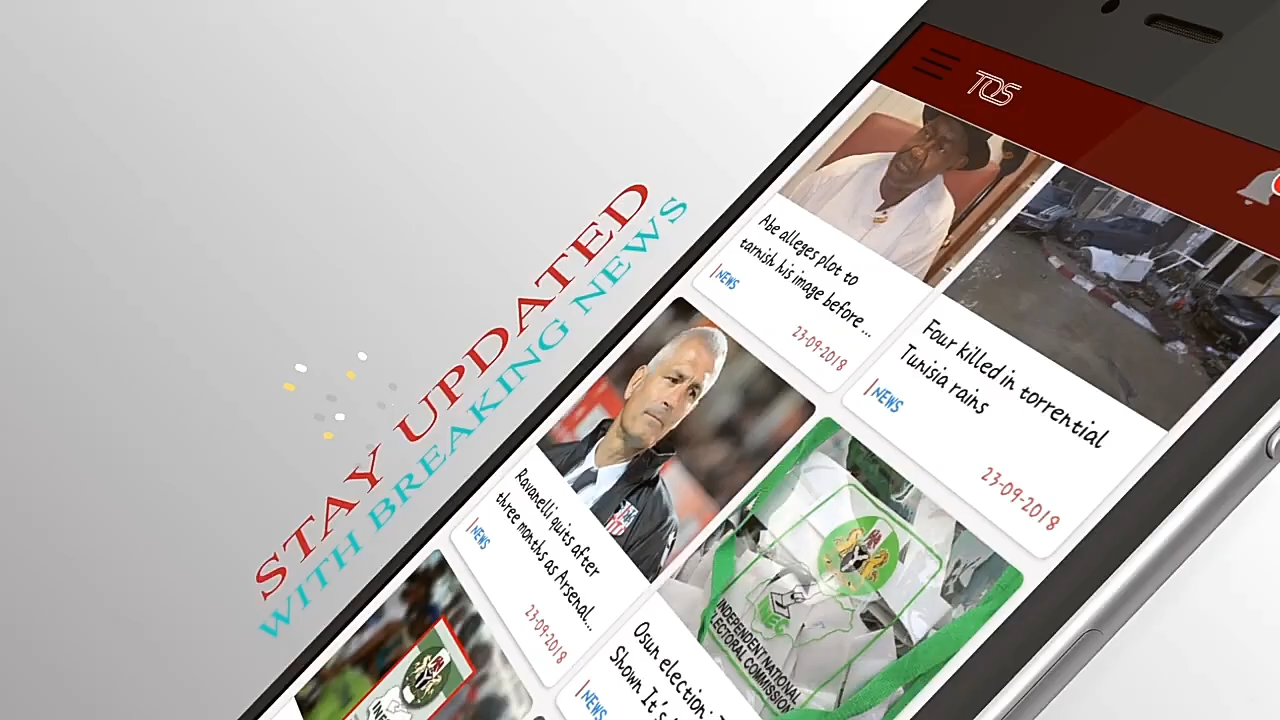 STAY UPDATED
WITH BREAKING NEWS
TOS
Abe alleges plot to
tarnish his image before ...
NEWS
23-09-2018
Four killed in torrential
Tunisia rains
NEWS
23-09-2018
Ravanelli quits after
three months as Arsenal...
NEWS
23-09-2018
INEC
INDEPENDENT NATIONAL
ELECTORAL COMMISSION
Osun election:
Shown It's
NEWS
INEC